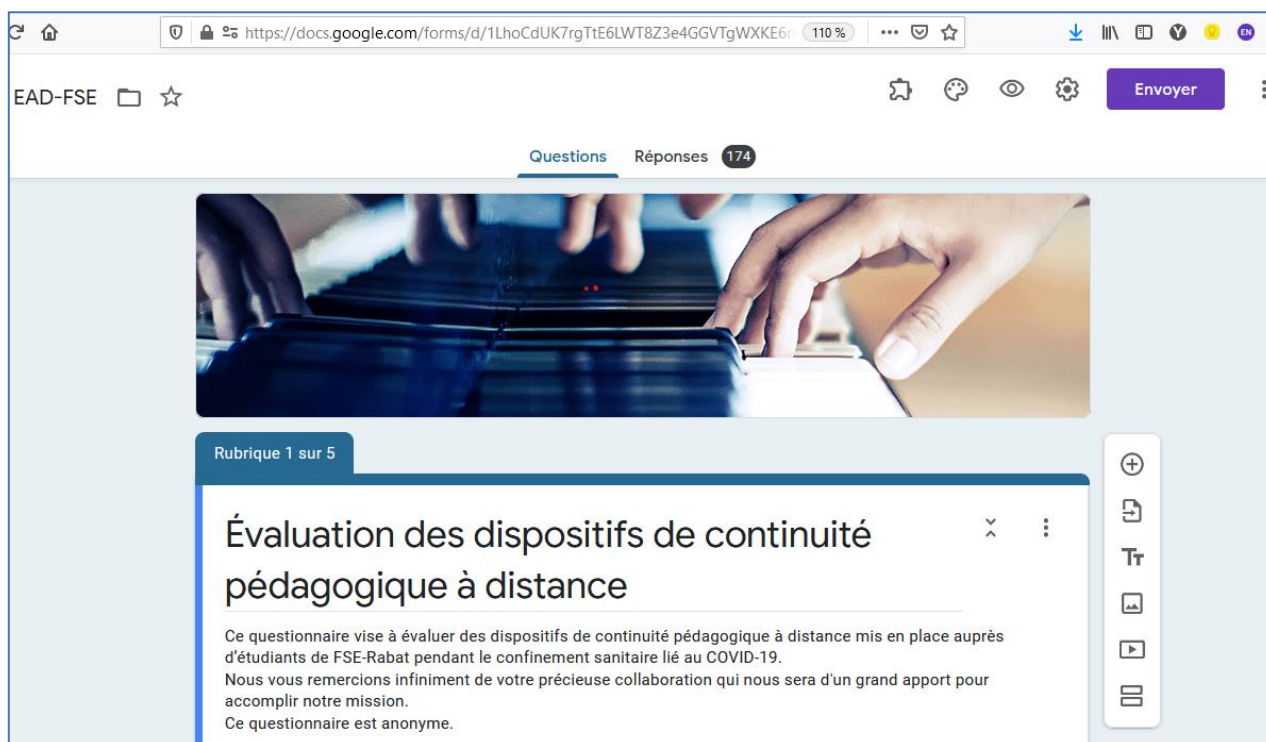 https://docs.google.com/forms/d/1LhoCdUK7rgTtE6LWT8Z3e4GGVTgWXKE6
110 %
EN
EAD-FSE
Envoyer
Questions Réponses 174
Rubrique 1 sur 5
Évaluation des dispositifs de continuité
pédagogique à distance
Ce questionnaire vise à évaluer des dispositifs de continuité pédagogique à distance mis en place auprès
d'étudiants de FSE-Rabat pendant le confinement sanitaire lié au COVID-19.
Nous vous remercions infiniment de votre précieuse collaboration qui nous sera d'un grand apport pour
accomplir notre mission.
Ce questionnaire est anonyme.
Tт